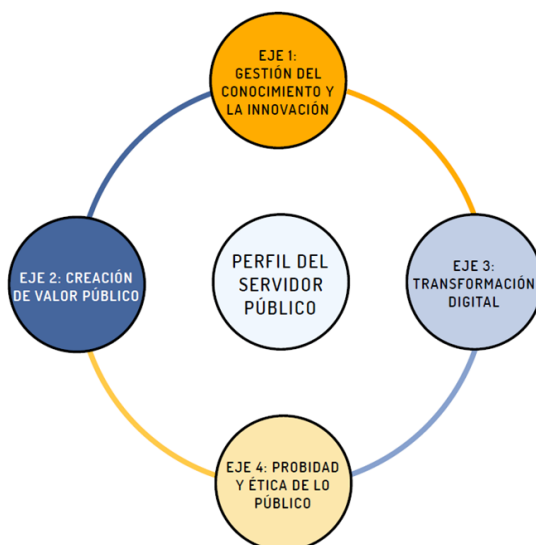 EJE 1:
GESTIÓN DEL
CONOCIMIENTO Y
LA INNOVACIÓN
EJE 2: CREACIÓN
DE VALOR PÚBLICO
PERFIL DEL
SERVIDOR
PÚBLICO
EJE 3:
TRANSFORMACIÓN
DIGITAL
EJE 4: PROBIDAD
Y ÉTICA DE LO
PÚBLICO